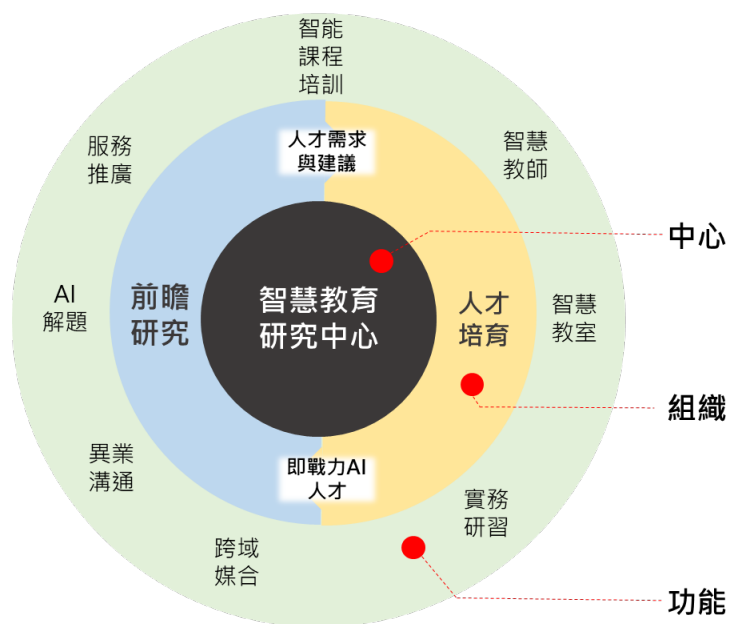 智能
課程
培訓
人才需求
與建議
服務
推廣
智慧
教師
中心
AI
解題
前瞻
研究
智慧教育
研究中心
人才
培育
智慧
教室
組織
異業
溝通
即戰力AI
人才
實務
研習
跨域
媒合
功能